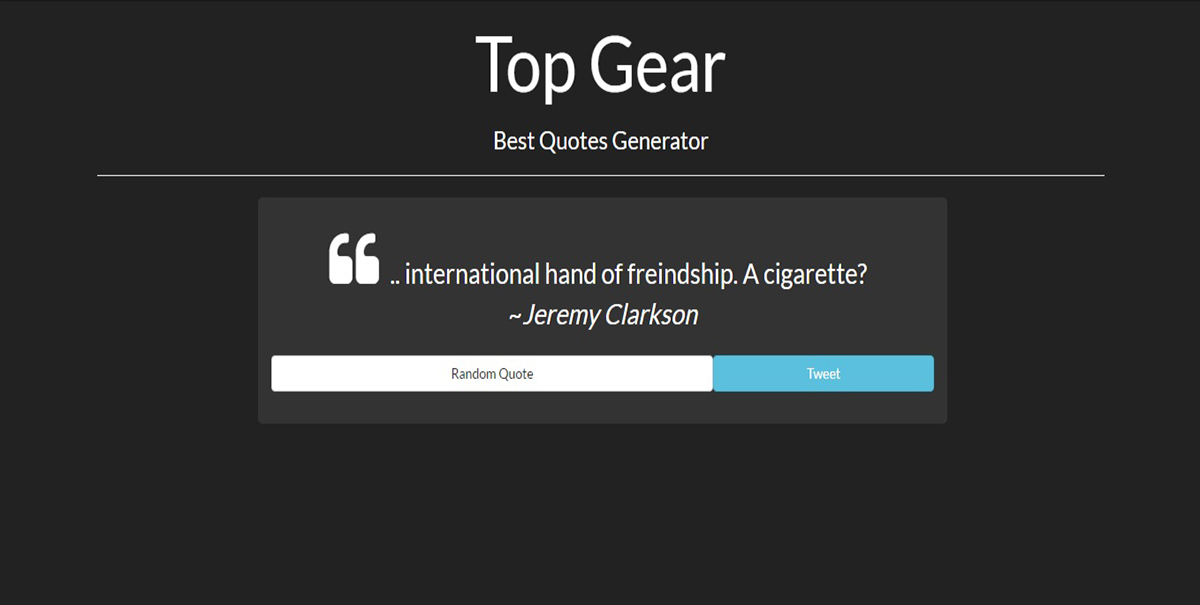 Top Gear
Best Quotes Generator
.. international hand of freindship. A cigarette?
~Jeremy Clarkson
Random Quote Tweet